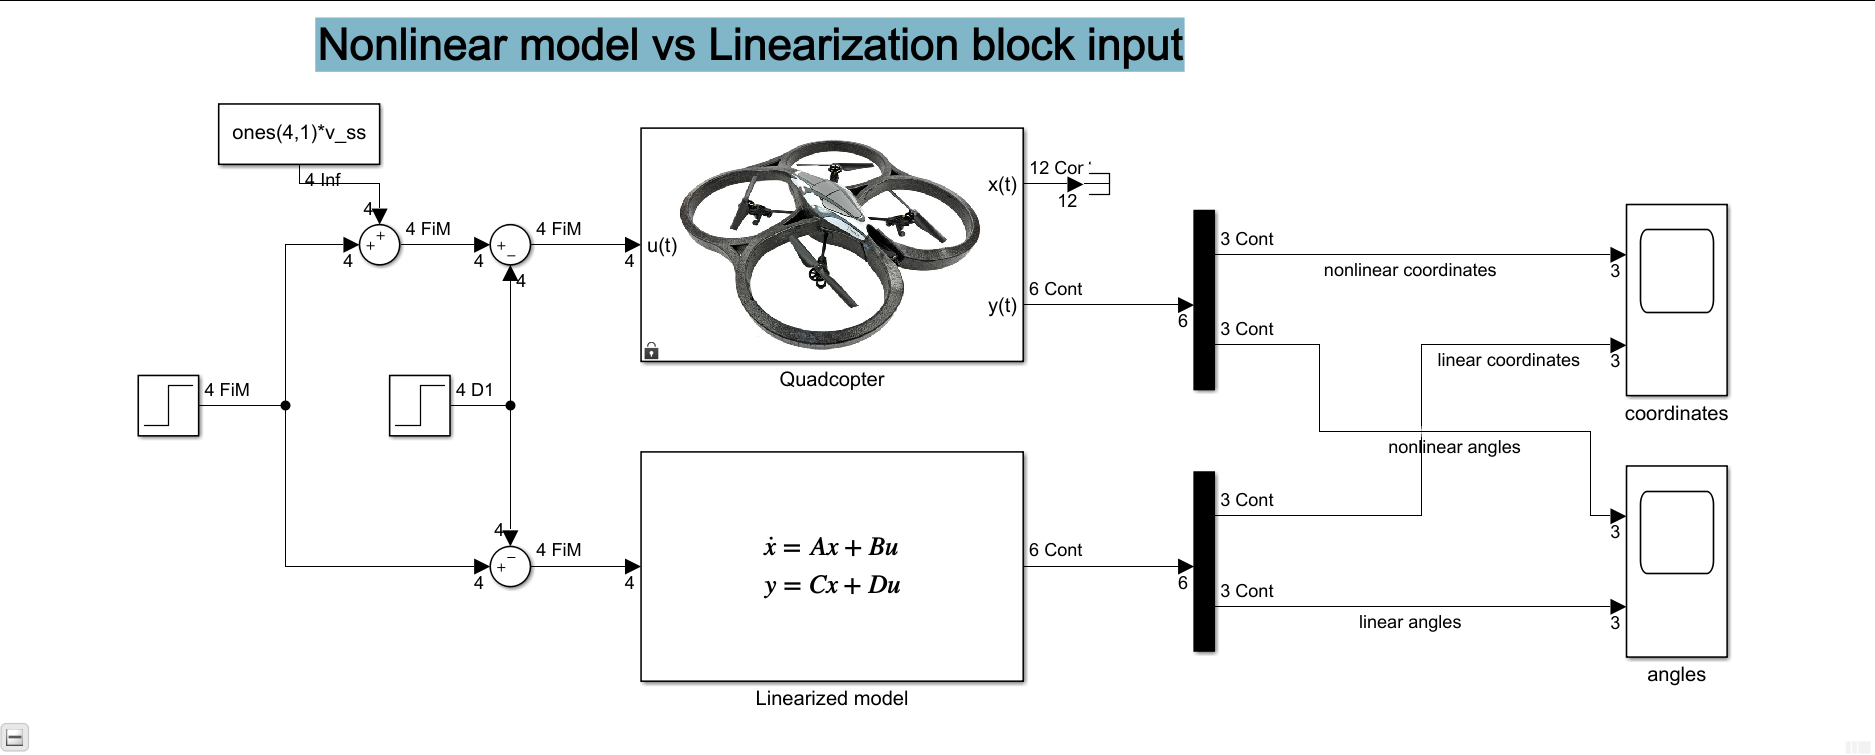 Nonlinear model vs Linearization block input
ones(4,1)*v_ss
4 Inf
4
+
+
4
4 FiM
4
+
−
4
4 FiM
4
u(t)
x(t)
12 Cor
12
y(t)
6 Cont
6
Quadcopter
3 Cont
nonlinear coordinates
3
3 Cont
linear coordinates
3
coordinates
4 FiM
4 D1
nonlinear angles
3
4
−
+
4
4 FiM
4
ẋ = Ax + Bu
y = Cx + Du
Linearized model
6 Cont
6
3 Cont
3 Cont
linear angles
3
angles